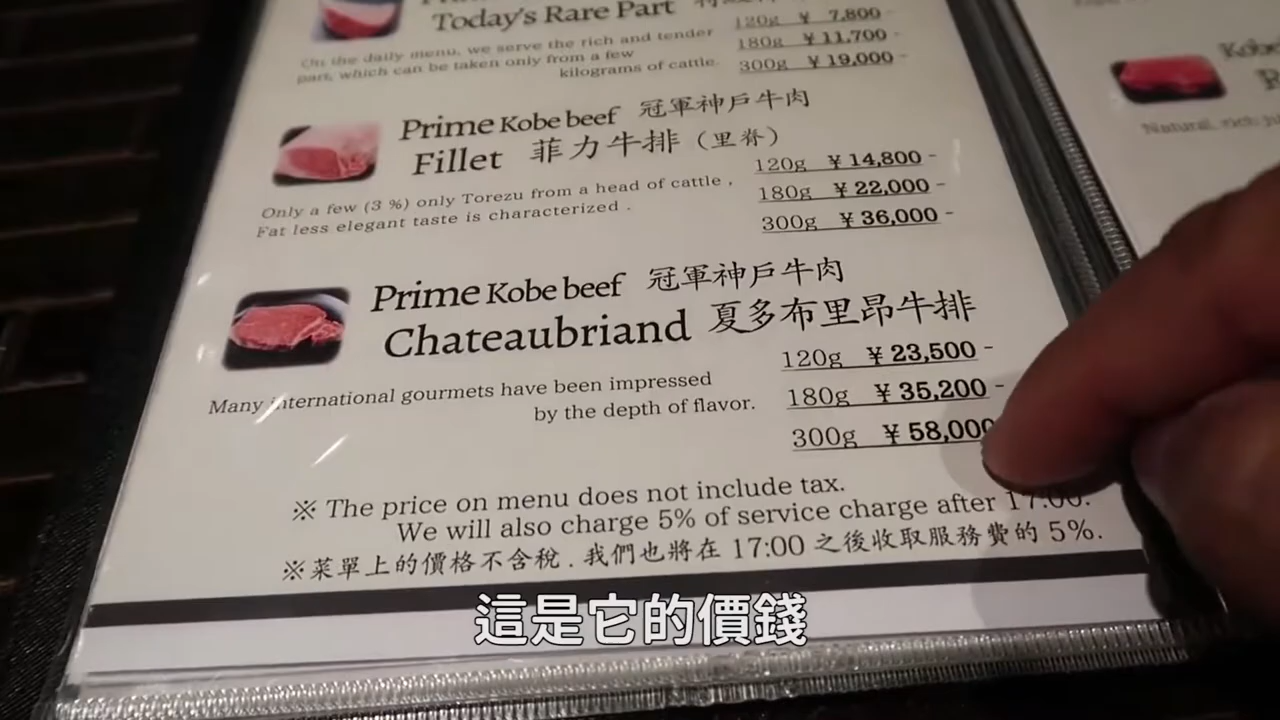 Today's Rare Part
120g ¥ 7,800 -
On the daily menu, we serve the rich and tender
180g ¥ 11,700 -
part, which can be taken only from a few
kilograms of cattle.
300g ¥ 19,000 -
Prime Kobe beef 冠軍神戶牛肉
Fillet 菲力牛排 (里脊)
120g ¥ 14,800 -
Only a few (3 %) only Torezu from a head of cattle ,
180g ¥ 22,000 -
Fat less elegant taste is characterized .
300g ¥ 36,000 -
Prime Kobe beef 冠軍神戶牛肉
Chateaubriand 夏多布里昂牛排
120g ¥ 23,500 -
Many international gourmets have been impressed
180g ¥ 35,200 -
by the depth of flavor.
300g ¥ 58,000
※ The price on menu does not include tax.
We will also charge 5% of service charge after 17:00.
※菜單上的價格不含稅 . 我們也將在 17:00 之後收取服務費的 5%.
Natural, rich
這是它的價錢